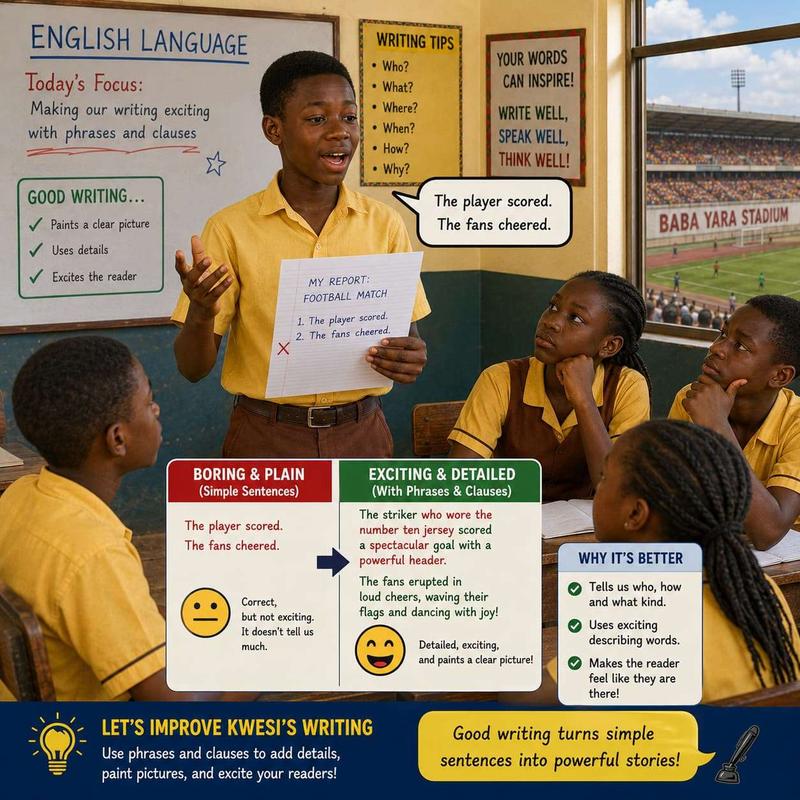 ENGLISH LANGUAGE
Today's Focus:
Making our writing exciting
with phrases and clauses
GOOD WRITING...
✓ Paints a clear picture
✓ Uses details
✓ Excites the reader
WRITING TIPS
• Who?
• What?
• Where?
• When?
• How?
• Why?
YOUR WORDS
CAN INSPIRE!
WRITE WELL,
SPEAK WELL,
THINK WELL!
The player scored.
The fans cheered.
BABA YARA STADIUM
MY REPORT:
FOOTBALL MATCH
1. The player scored.
2. The fans cheered.
BORING & PLAIN
(Simple Sentences)
The player scored.
The fans cheered.
Correct,
but not exciting.
It doesn't tell us
much.
EXCITING & DETAILED
(With Phrases & Clauses)
The striker who wore the
number ten jersey scored
a spectacular goal with a
powerful header.
The fans erupted in
loud cheers, waving their
flags and dancing with joy!
Detailed, exciting,
and paints a clear picture!
WHY IT'S BETTER
Tells us who, how
and what kind.
Uses exciting
describing words.
Makes the reader
feel like they are
there!
LET'S IMPROVE KWESI'S WRITING
Use phrases and clauses to add details,
paint pictures, and excite your readers!
Good writing turns simple
sentences into powerful stories!